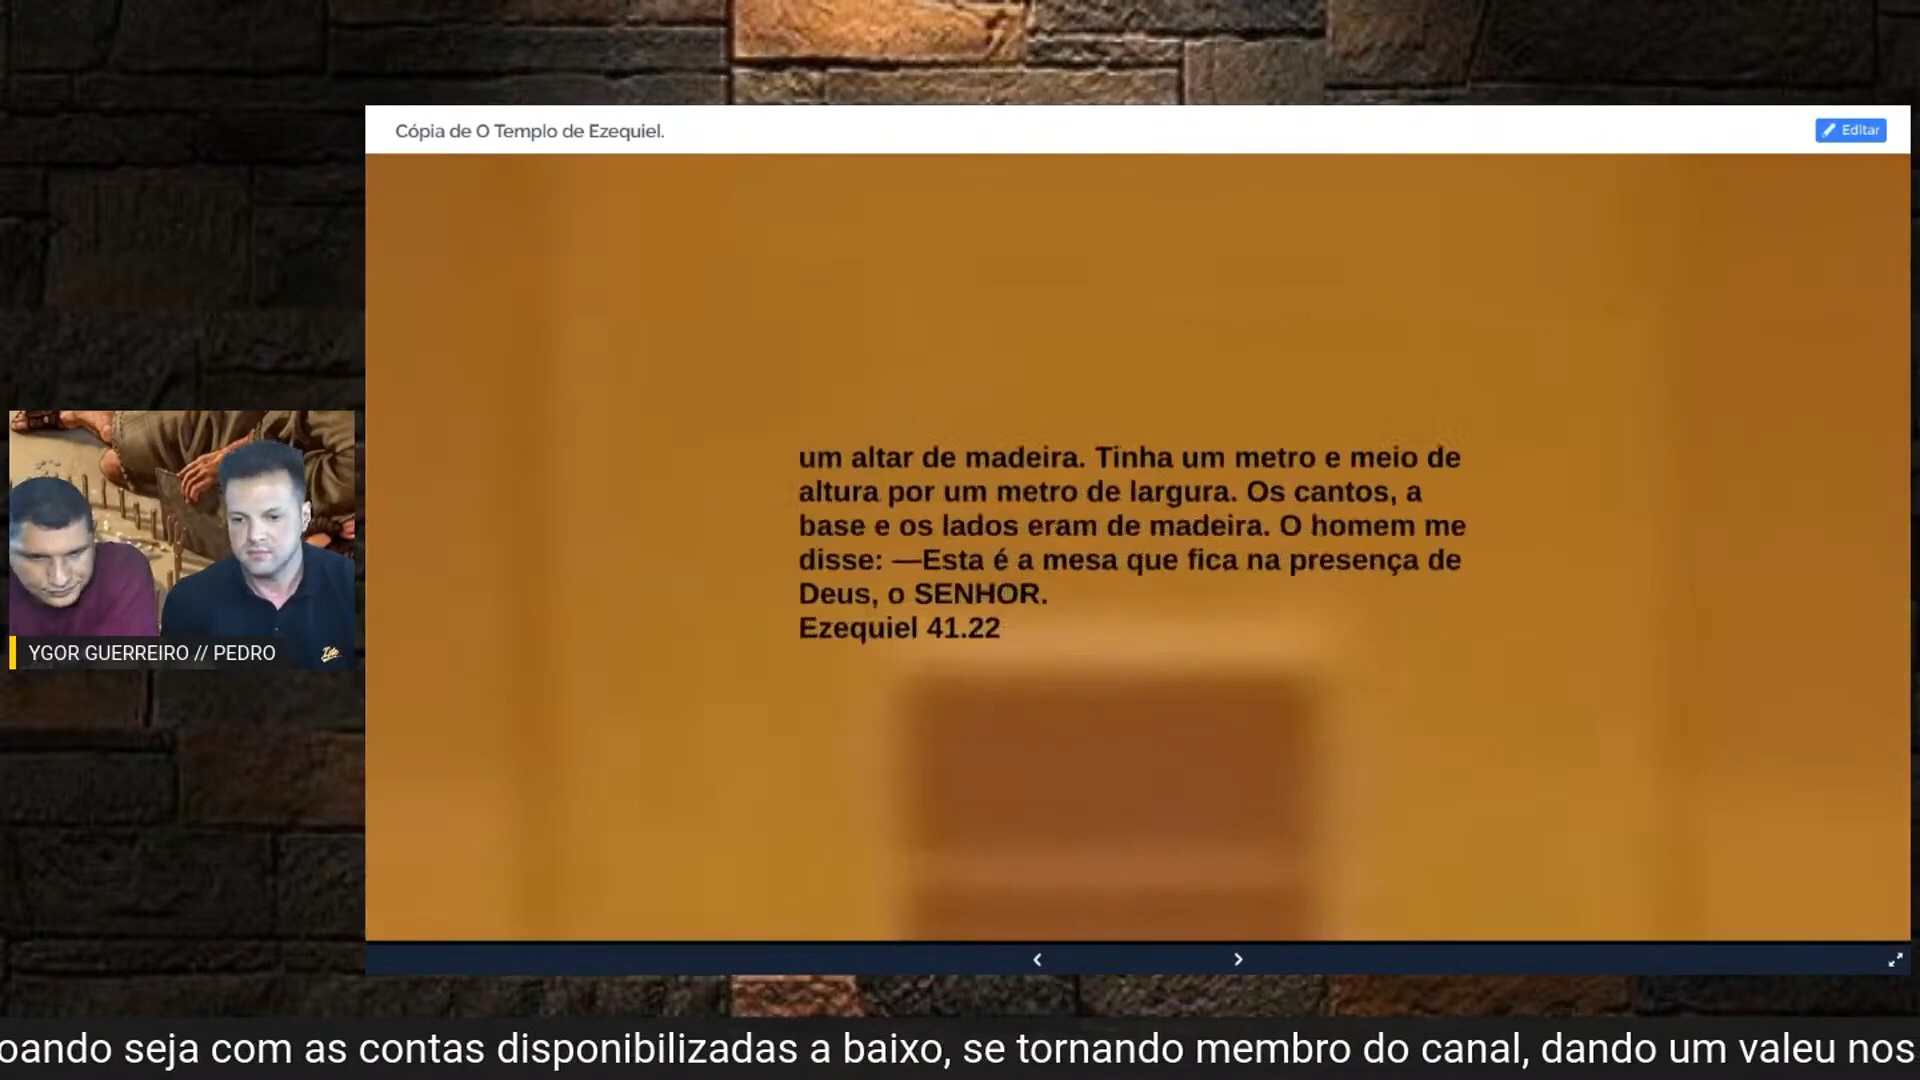 Cópia de O Templo de Ezequiel.
Editar
um altar de madeira. Tinha um metro e meio de
altura por um metro de largura. Os cantos, a
base e os lados eram de madeira. O homem me
disse: —Esta é a mesa que fica na presença de
Deus, o SENHOR.
Ezequiel 41.22
YGOR GUERREIRO // PEDRO
seja com as contas disponibilizadas a baixo, se tornando membro do canal, dando um valeu nos